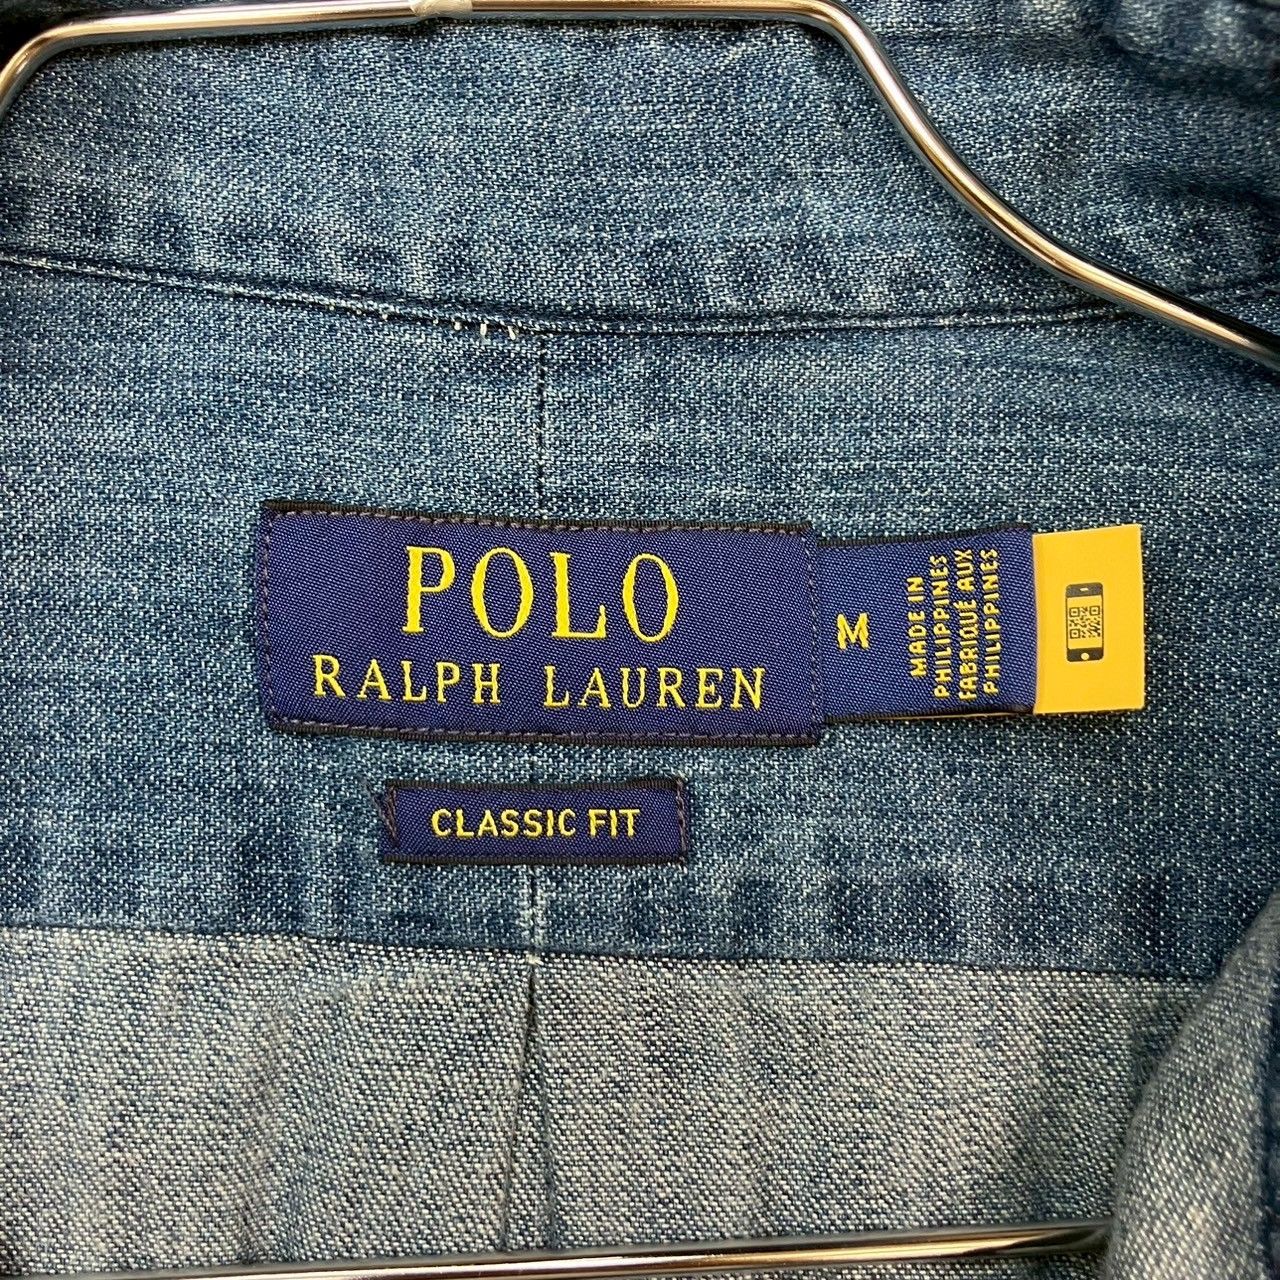 POLO
RALPH LAUREN
M
MADE IN
PHILIPPINES
FABRIQUÉ AUX
PHILIPPINES
CLASSIC FIT